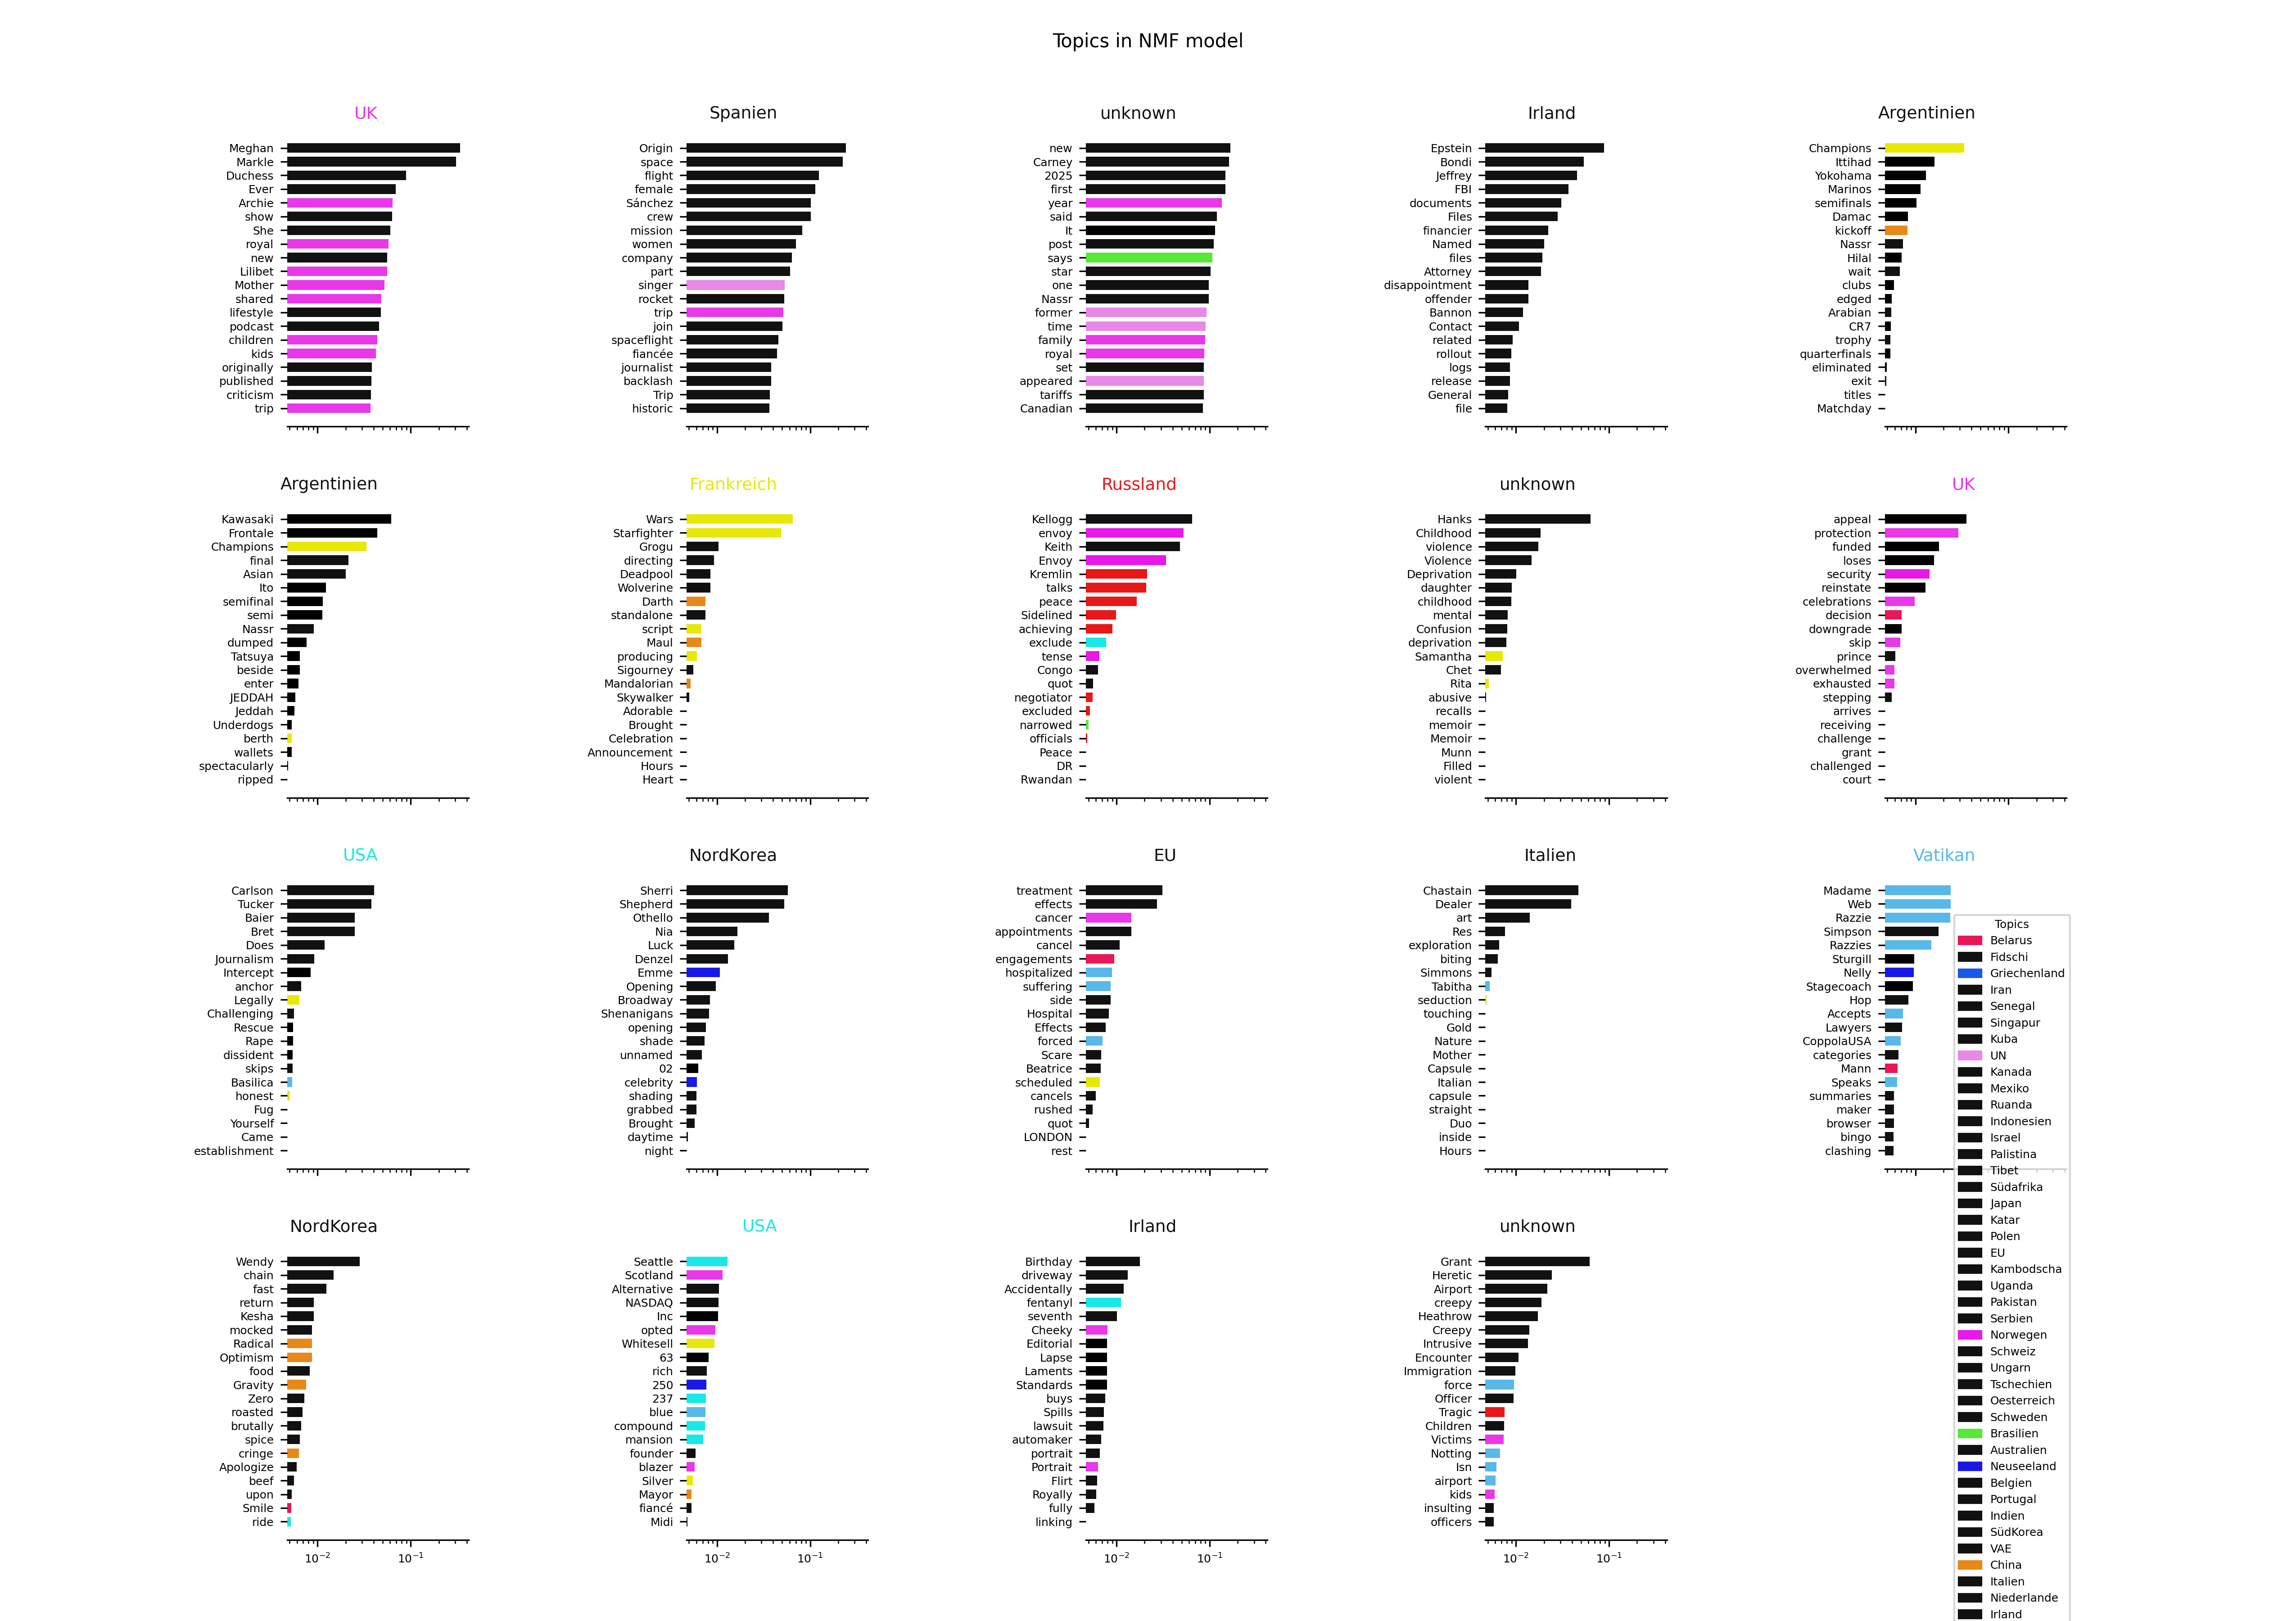 Topics in NMF model
UK
Meghan
Markle
Duchess
Ever
Archie
show
She
royal
new
Lilibet
Mother
shared
lifestyle
podcast
children
kids
originally
published
criticism
trip
Spanien
Origin
space
flight
female
Sánchez
crew
mission
women
company
part
singer
rocket
trip
join
spaceflight
fiancée
journalist
backlash
Trip
historic
unknown
new
Carney
2025
first
year
said
It
post
says
star
one
Nassr
former
time
family
royal
set
appeared
tariffs
Canadian
Irland
Epstein
Bondi
Jeffrey
FBI
documents
Files
financier
Named
files
Attorney
disappointment
offender
Bannon
Contact
related
rollout
logs
release
General
file
Argentinien
Champions
Ittihad
Yokohama
Marinos
semifinals
Damac
kickoff
Nassr
Hilal
wait
clubs
edged
Arabian
CR7
trophy
quarterfinals
eliminated
exit
titles
Matchday
Argentinien
Kawasaki
Frontale
Champions
final
Asian
Ito
semifinal
semi
Nassr
dumped
Tatsuya
beside
enter
JEDDAH
Jeddah
Underdogs
berth
wallets
spectacularly
ripped
Frankreich
Wars
Starfighter
Grogu
directing
Deadpool
Wolverine
Darth
standalone
script
Maul
producing
Sigourney
Mandalorian
Skywalker
Adorable
Brought
Celebration
Announcement
Hours
Heart
Russland
Kellogg
envoy
Keith
Envoy
Kremlin
talks
peace
Sidelined
achieving
exclude
tense
Congo
quot
negotiator
excluded
narrowed
officials
Peace
DR
Rwandan
unknown
Hanks
Childhood
violence
Violence
Deprivation
daughter
childhood
mental
Confusion
deprivation
Samantha
Chet
Rita
abusive
recalls
memoir
Memoir
Munn
Filled
violent
UK
appeal
protection
funded
loses
security
reinstate
celebrations
decision
downgrade
skip
prince
overwhelmed
exhausted
stepping
arrives
receiving
challenge
grant
challenged
court
USA
Carlson
Tucker
Baier
Bret
Does
Journalism
Intercept
anchor
Legally
Challenging
Rescue
Rape
dissident
skips
Basilica
honest
Fug
Yourself
Came
establishment
NordKorea
Sherri
Shepherd
Othello
Nia
Luck
Denzel
Emme
Opening
Broadway
Shenanigans
opening
shade
unnamed
02
celebrity
shading
grabbed
Brought
daytime
night
EU
treatment
effects
cancer
appointments
cancel
engagements
hospitalized
suffering
side
Hospital
Effects
forced
Scare
Beatrice
scheduled
cancels
rushed
quot
LONDON
rest
Italien
Chastain
Dealer
art
Res
exploration
biting
Simmons
Tabitha
seduction
touching
Gold
Nature
Mother
Capsule
Italian
capsule
straight
Duo
inside
Hours
Vatikan
Madame
Web
Razzie
Simpson
Razzies
Sturgill
Nelly
Stagecoach
Hop
Accepts
Lawyers
CoppolaUSA
categories
Mann
Speaks
summaries
maker
browser
bingo
clashing
NordKorea
Wendy
chain
fast
return
Kesha
mocked
Radical
Optimism
food
Gravity
Zero
roasted
brutally
spice
cringe
Apologize
beef
upon
Smile
ride
10⁻² 10⁻¹
USA
Seattle
Scotland
Alternative
NASDAQ
Inc
opted
Whitesell
63
rich
250
237
blue
compound
mansion
founder
blazer
Silver
Mayor
fiancé
Midi
10⁻² 10⁻¹
Irland
Birthday
driveway
Accidentally
fentanyl
seventh
Cheeky
Editorial
Lapse
Laments
Standards
buys
Spills
lawsuit
automaker
portrait
Portrait
Flirt
Royally
fully
linking
10⁻² 10⁻¹
unknown
Grant
Heretic
Airport
creepy
Heathrow
Creepy
Intrusive
Encounter
Immigration
force
Officer
Tragic
Children
Victims
Notting
Isn
airport
kids
insulting
officers
10⁻² 10⁻¹
Topics
Belarus
Fidschi
Griechenland
Iran
Senegal
Singapur
Kuba
UN
Kanada
Mexiko
Ruanda
Indonesien
Israel
Palistina
Tibet
Südafrika
Japan
Katar
Polen
EU
Kambodscha
Uganda
Pakistan
Serbien
Norwegen
Schweiz
Ungarn
Tschechien
Oesterreich
Schweden
Brasilien
Australien
Neuseeland
Belgien
Portugal
Indien
SüdKorea
VAE
China
Italien
Niederlande
Irland